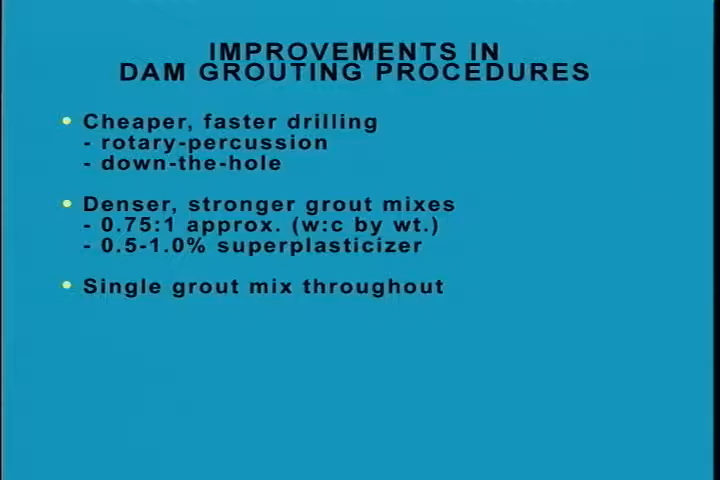 IMPROVEMENTS IN
DAM GROUTING PROCEDURES
• Cheaper, faster drilling
- rotary-percussion
- down-the-hole
• Denser, stronger grout mixes
- 0.75:1 approx. (w:c by wt.)
- 0.5-1.0% superplasticizer
• Single grout mix throughout